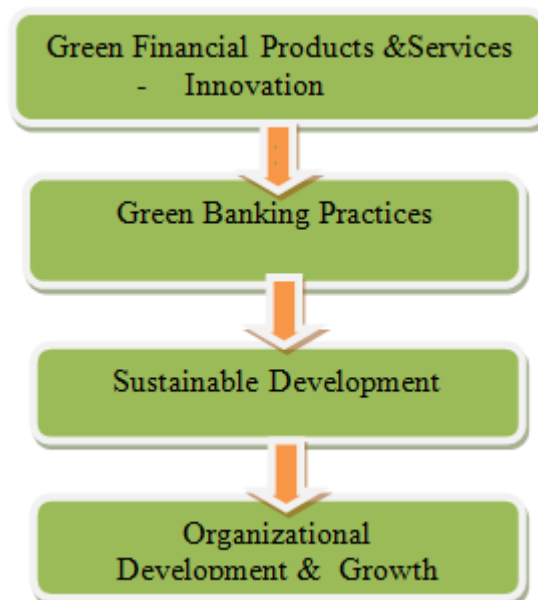 Green Financial Products &Services
- Innovation
Green Banking Practices
Sustainable Development
Organizational
Development & Growth